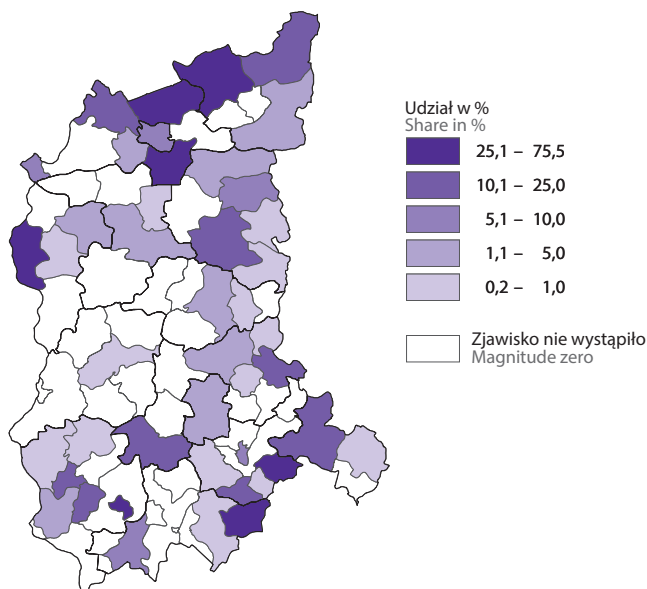 Udział w %
Share in %
25,1 – 75,5
10,1 – 25,0
5,1 – 10,0
1,1 – 5,0
0,2 – 1,0
Zjawisko nie wystąpiło
Magnitude zero